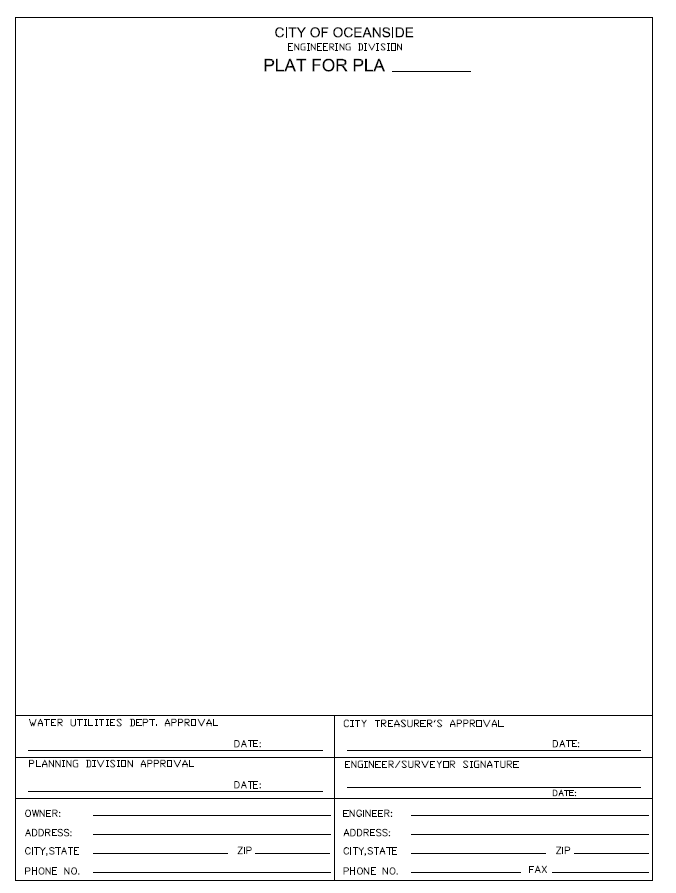 CITY OF OCEANSIDE
ENGINEERING DIVISION
PLAT FOR PLA
WATER UTILITIES DEPT. APPROVAL
DATE:
CITY TREASURER'S APPROVAL
DATE:
PLANNING DIVISION APPROVAL
DATE:
ENGINEER/SURVEYOR SIGNATURE
DATE:
OWNER:
ADDRESS:
CITY,STATE ZIP
PHONE NO.
ENGINEER:
ADDRESS:
CITY,STATE ZIP
PHONE NO. FAX